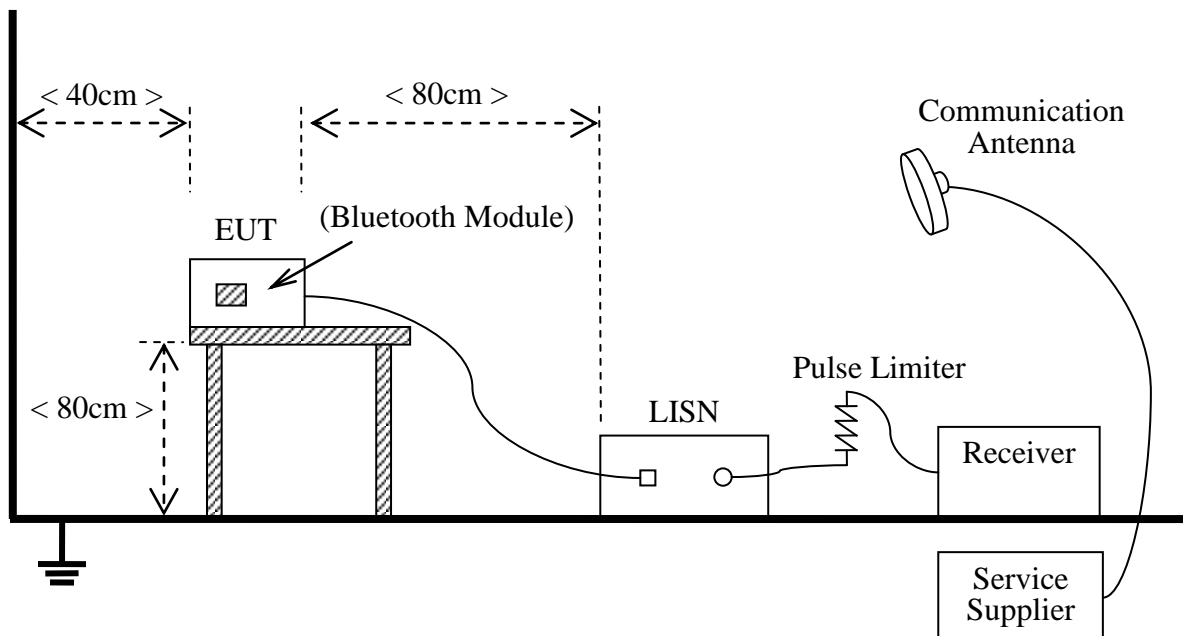 < 40cm >
< 80cm >
Communication
Antenna
(Bluetooth Module)
EUT
Pulse Limiter
< 80cm >
LISN
Receiver
Service
Supplier